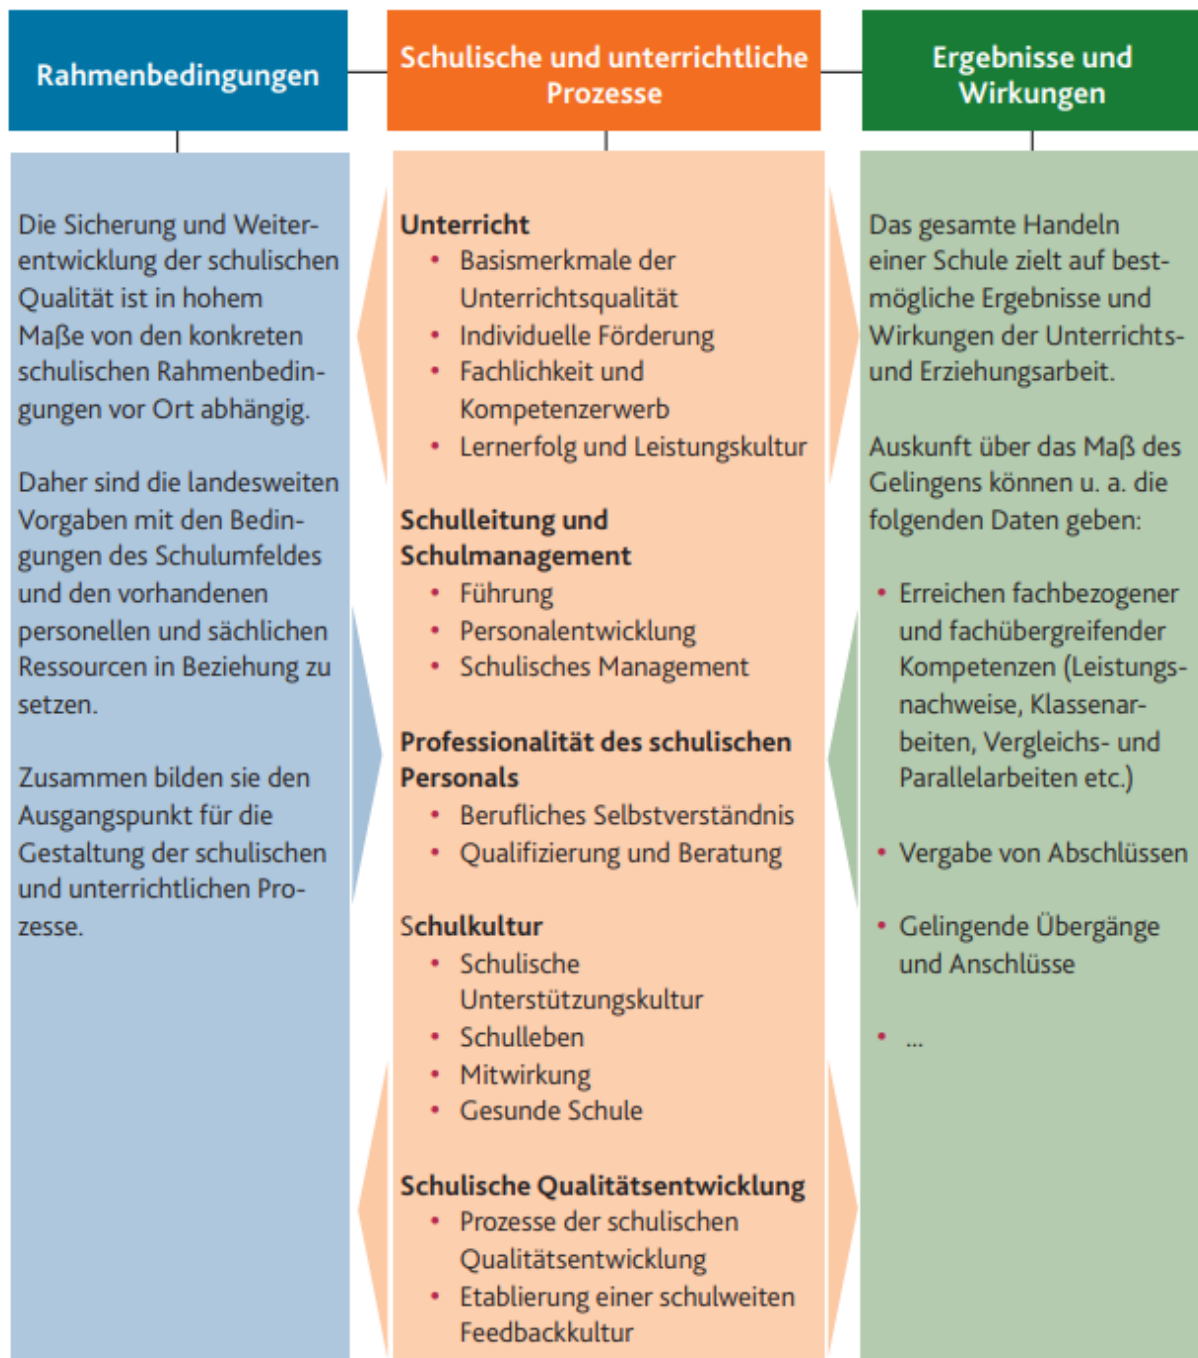 Rahmenbedingungen
Schulische und unterrichtliche
Prozesse
Ergebnisse und
Wirkungen
Die Sicherung und Weiter-
entwicklung der schulischen
Qualität ist in hohem
Maße von den konkreten
schulischen Rahmenbedin-
gungen vor Ort abhängig.
Daher sind die landesweiten
Vorgaben mit den Bedin-
gungen des Schulumfeldes
und den vorhandenen
personellen und sächlichen
Ressourcen in Beziehung zu
setzen.
Zusammen bilden sie den
Ausgangspunkt für die
Gestaltung der schulischen
und unterrichtlichen Pro-
zesse.
Unterricht
• Basismerkmale der
Unterrichtsqualität
• Individuelle Förderung
• Fachlichkeit und
Kompetenzerwerb
• Lernerfolg und Leistungskultur
Schulleitung und
Schulmanagement
• Führung
• Personalentwicklung
• Schulisches Management
Professionalität des schulischen
Personals
• Berufliches Selbstverständnis
• Qualifizierung und Beratung
Schulkultur
• Schulische
Unterstützungskultur
• Schulleben
• Mitwirkung
• Gesunde Schule
Schulische Qualitätsentwicklung
• Prozesse der schulischen
Qualitätsentwicklung
• Etablierung einer schulweiten
Feedbackkultur
Das gesamte Handeln
einer Schule zielt auf best-
mögliche Ergebnisse und
Wirkungen der Unterrichts-
und Erziehungsarbeit.
Auskunft über das Maß des
Gelingens können u. a. die
folgenden Daten geben:
• Erreichen fachbezogener
und fachübergreifender
Kompetenzen (Leistungs-
nachweise, Klassenar-
beiten, Vergleichs- und
Parallelarbeiten etc.)
• Vergabe von Abschlüssen
• Gelingende Übergänge
und Anschlüsse
• ...